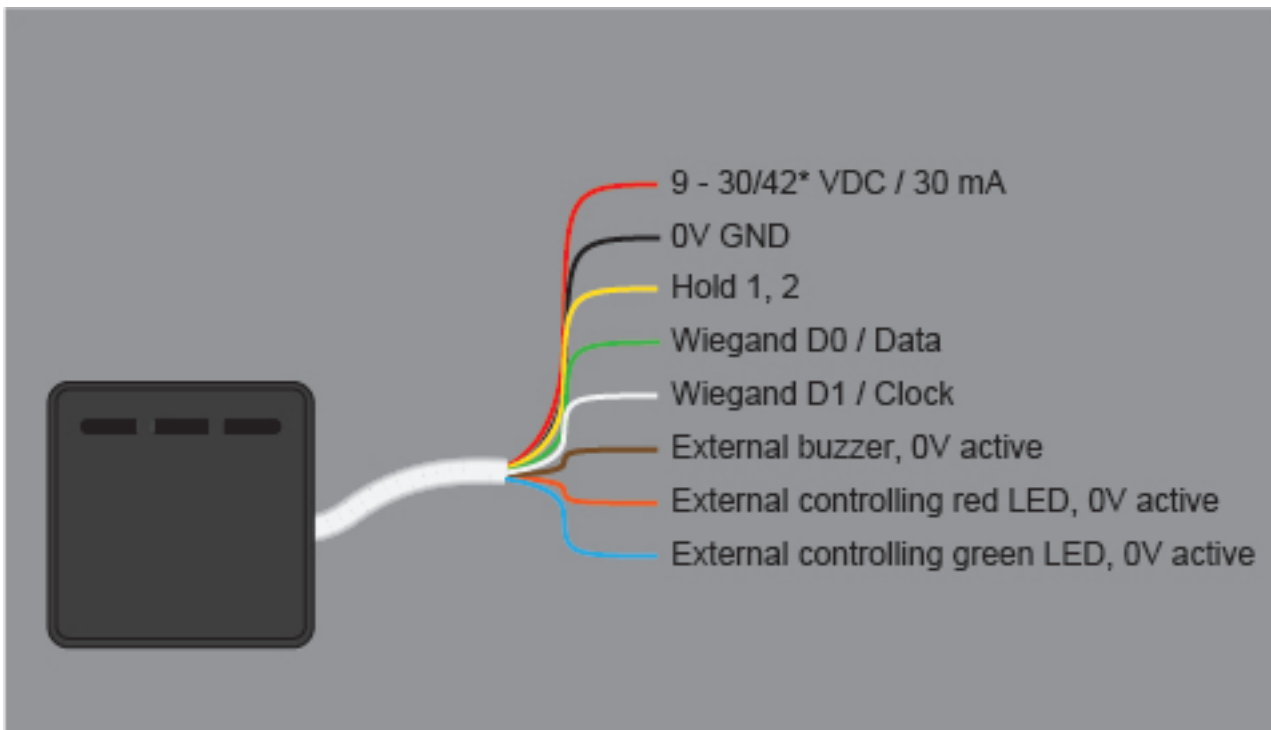 9 - 30/42* VDC / 30 mA
0V GND
Hold 1, 2
Wiegand D0 / Data
Wiegand D1 / Clock
External buzzer, 0V active
External controlling red LED, 0V active
External controlling green LED, 0V active